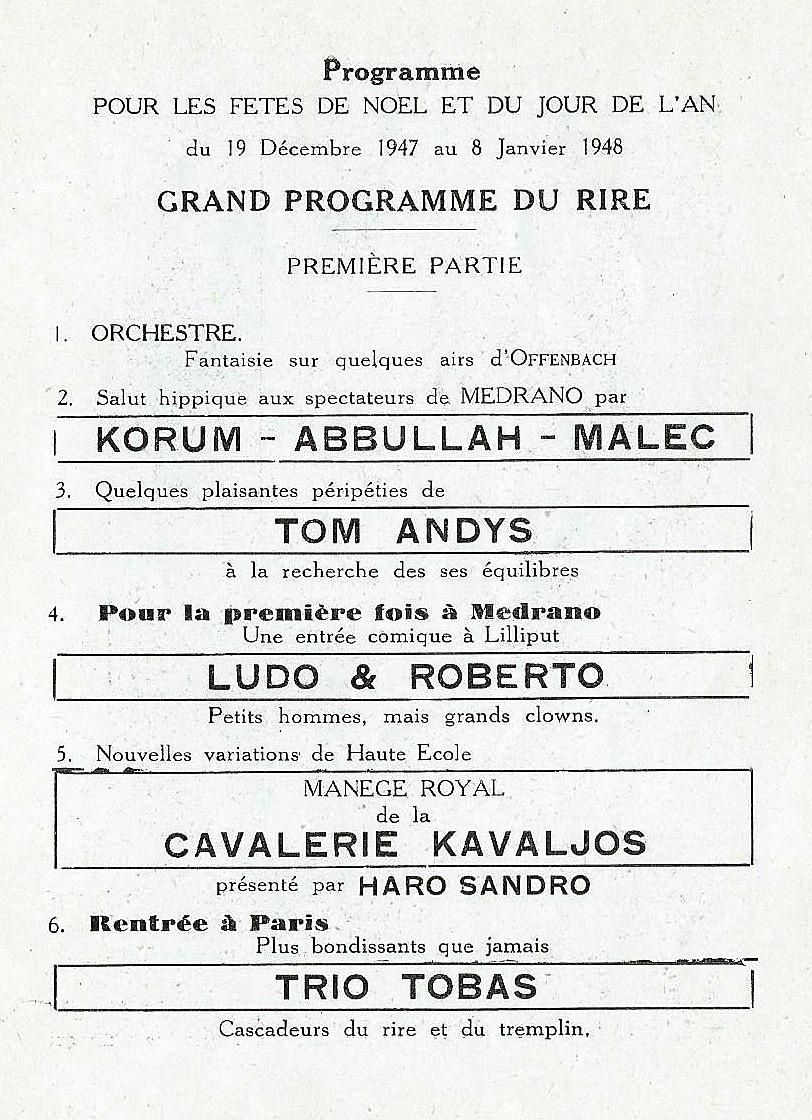 Programme
POUR LES FETES DE NOEL ET DU JOUR DE L'AN
du 19 Décembre 1947 au 8 Janvier 1948
GRAND PROGRAMME DU RIRE
PREMIÈRE PARTIE
1. ORCHESTRE.
Fantaisie sur quelques airs d'OFFENBACH
2. Salut hippique aux spectateurs de MEDRANO par
KORUM - ABBULLAH - MALEC
3. Quelques plaisantes péripéties de
TOM ANDYS
à la recherche des ses équilibres
4. Pour la première fois à Medrano
Une entrée comique à Lilliput
LUDO & ROBERTO
Petits hommes, mais grands clowns.
5. Nouvelles variations de Haute Ecole
MANEGE ROYAL
de la
CAVALERIE KAVALJOS
présenté par HARO SANDRO
6. Rentrée à Paris
Plus bondissants que jamais
TRIO TOBAS
Cascadeurs du rire et du tremplin.